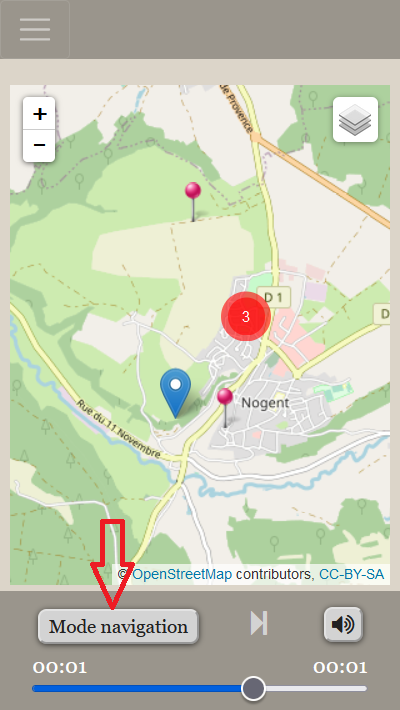 +
−
de Provence
3
D 1
D
Nogent
Rue du 11 Novembre
© OpenStreetMap contributors, CC-BY-SA
Mode navigation
00:01
00:01